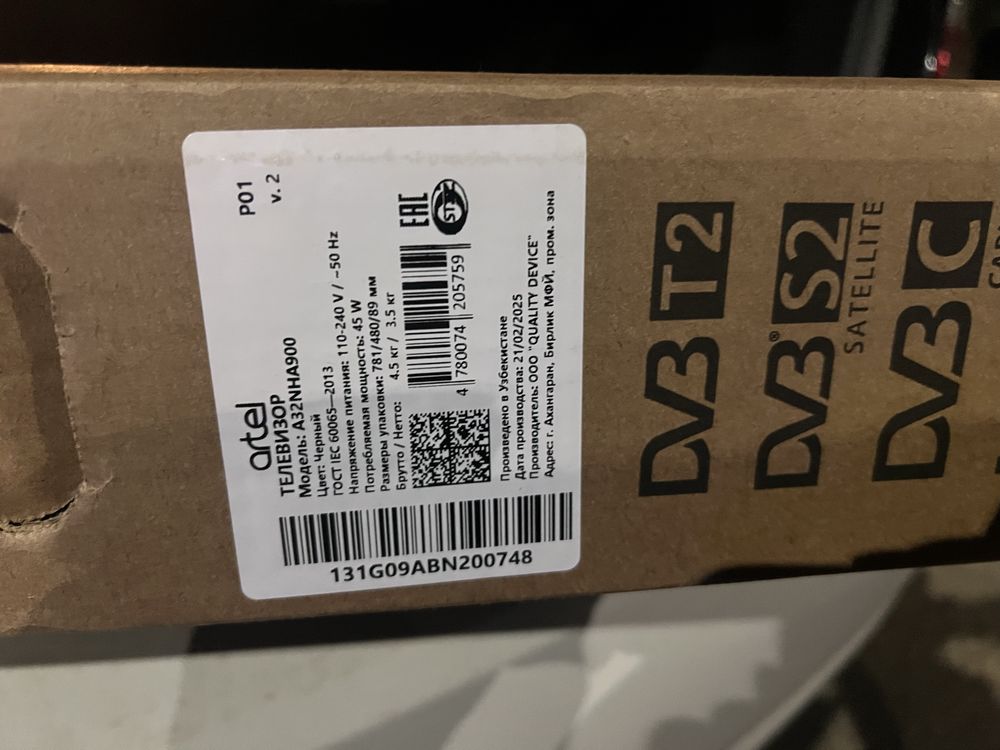 P01
v. 2
artel
ТЕЛЕВИЗОР
Модель: A32NHA900
Цвет: Черный
ГОСТ IEC 60065—2013
Напряжение питания: 110-240 V / ~50 Hz
Потребляемая мощность: 45 W
Размеры упаковки: 781/480/89 мм
Брутто / Нетто: 4.5 кг / 3.5 кг
EAC
4 780074 205759
Произведено в Узбекистане
Дата производства: 21/02/2025
Производитель: ООО "QUALITY DEVICE"
Адрес: г. Ахангаран, Бирлик МФЙ, пром. зона
131G09ABN200748
DVB T2
DVB® S2
SATELLITE
DVB C